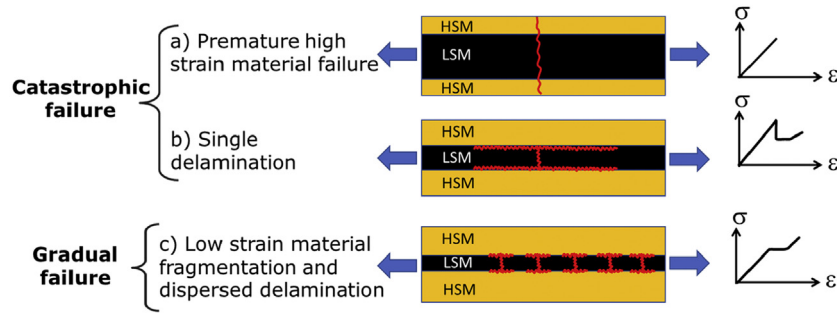 Catastrophic
failure
a) Premature high
strain material failure
HSM
LSM
HSM
σ
ε
b) Single
delamination
HSM
LSM
HSM
σ
ε
Gradual
failure
c) Low strain material
fragmentation and
dispersed delamination
HSM
LSM
HSM
σ
ε